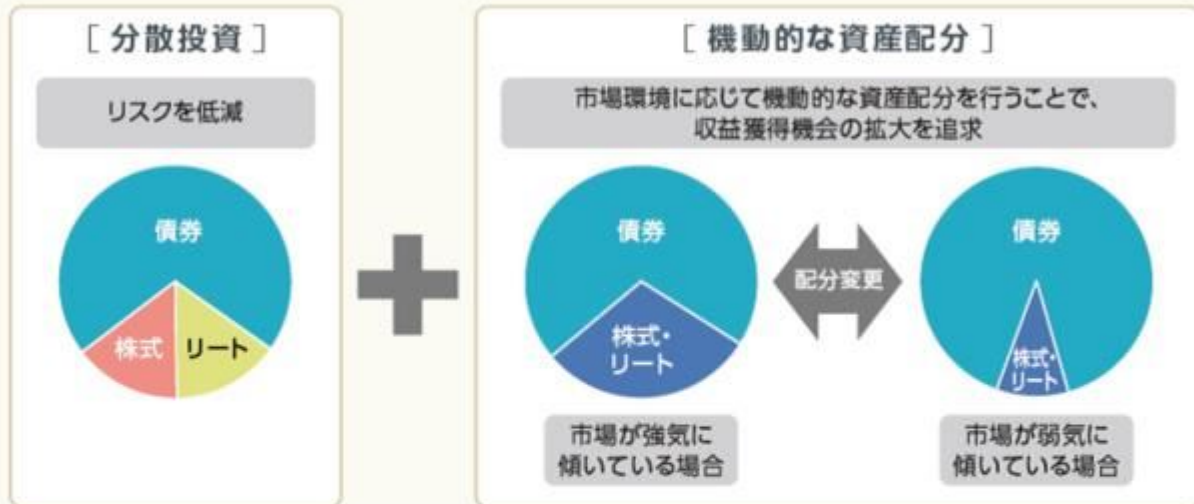 ［分散投資］
リスクを低減
債券
株式
リート
［機動的な資産配分］
市場環境に応じて機動的な資産配分を行うことで、
収益獲得機会の拡大を追求
債券
株式・
リート
市場が強気に
傾いている場合
配分変更
債券
株式・
リート
市場が弱気に
傾いている場合